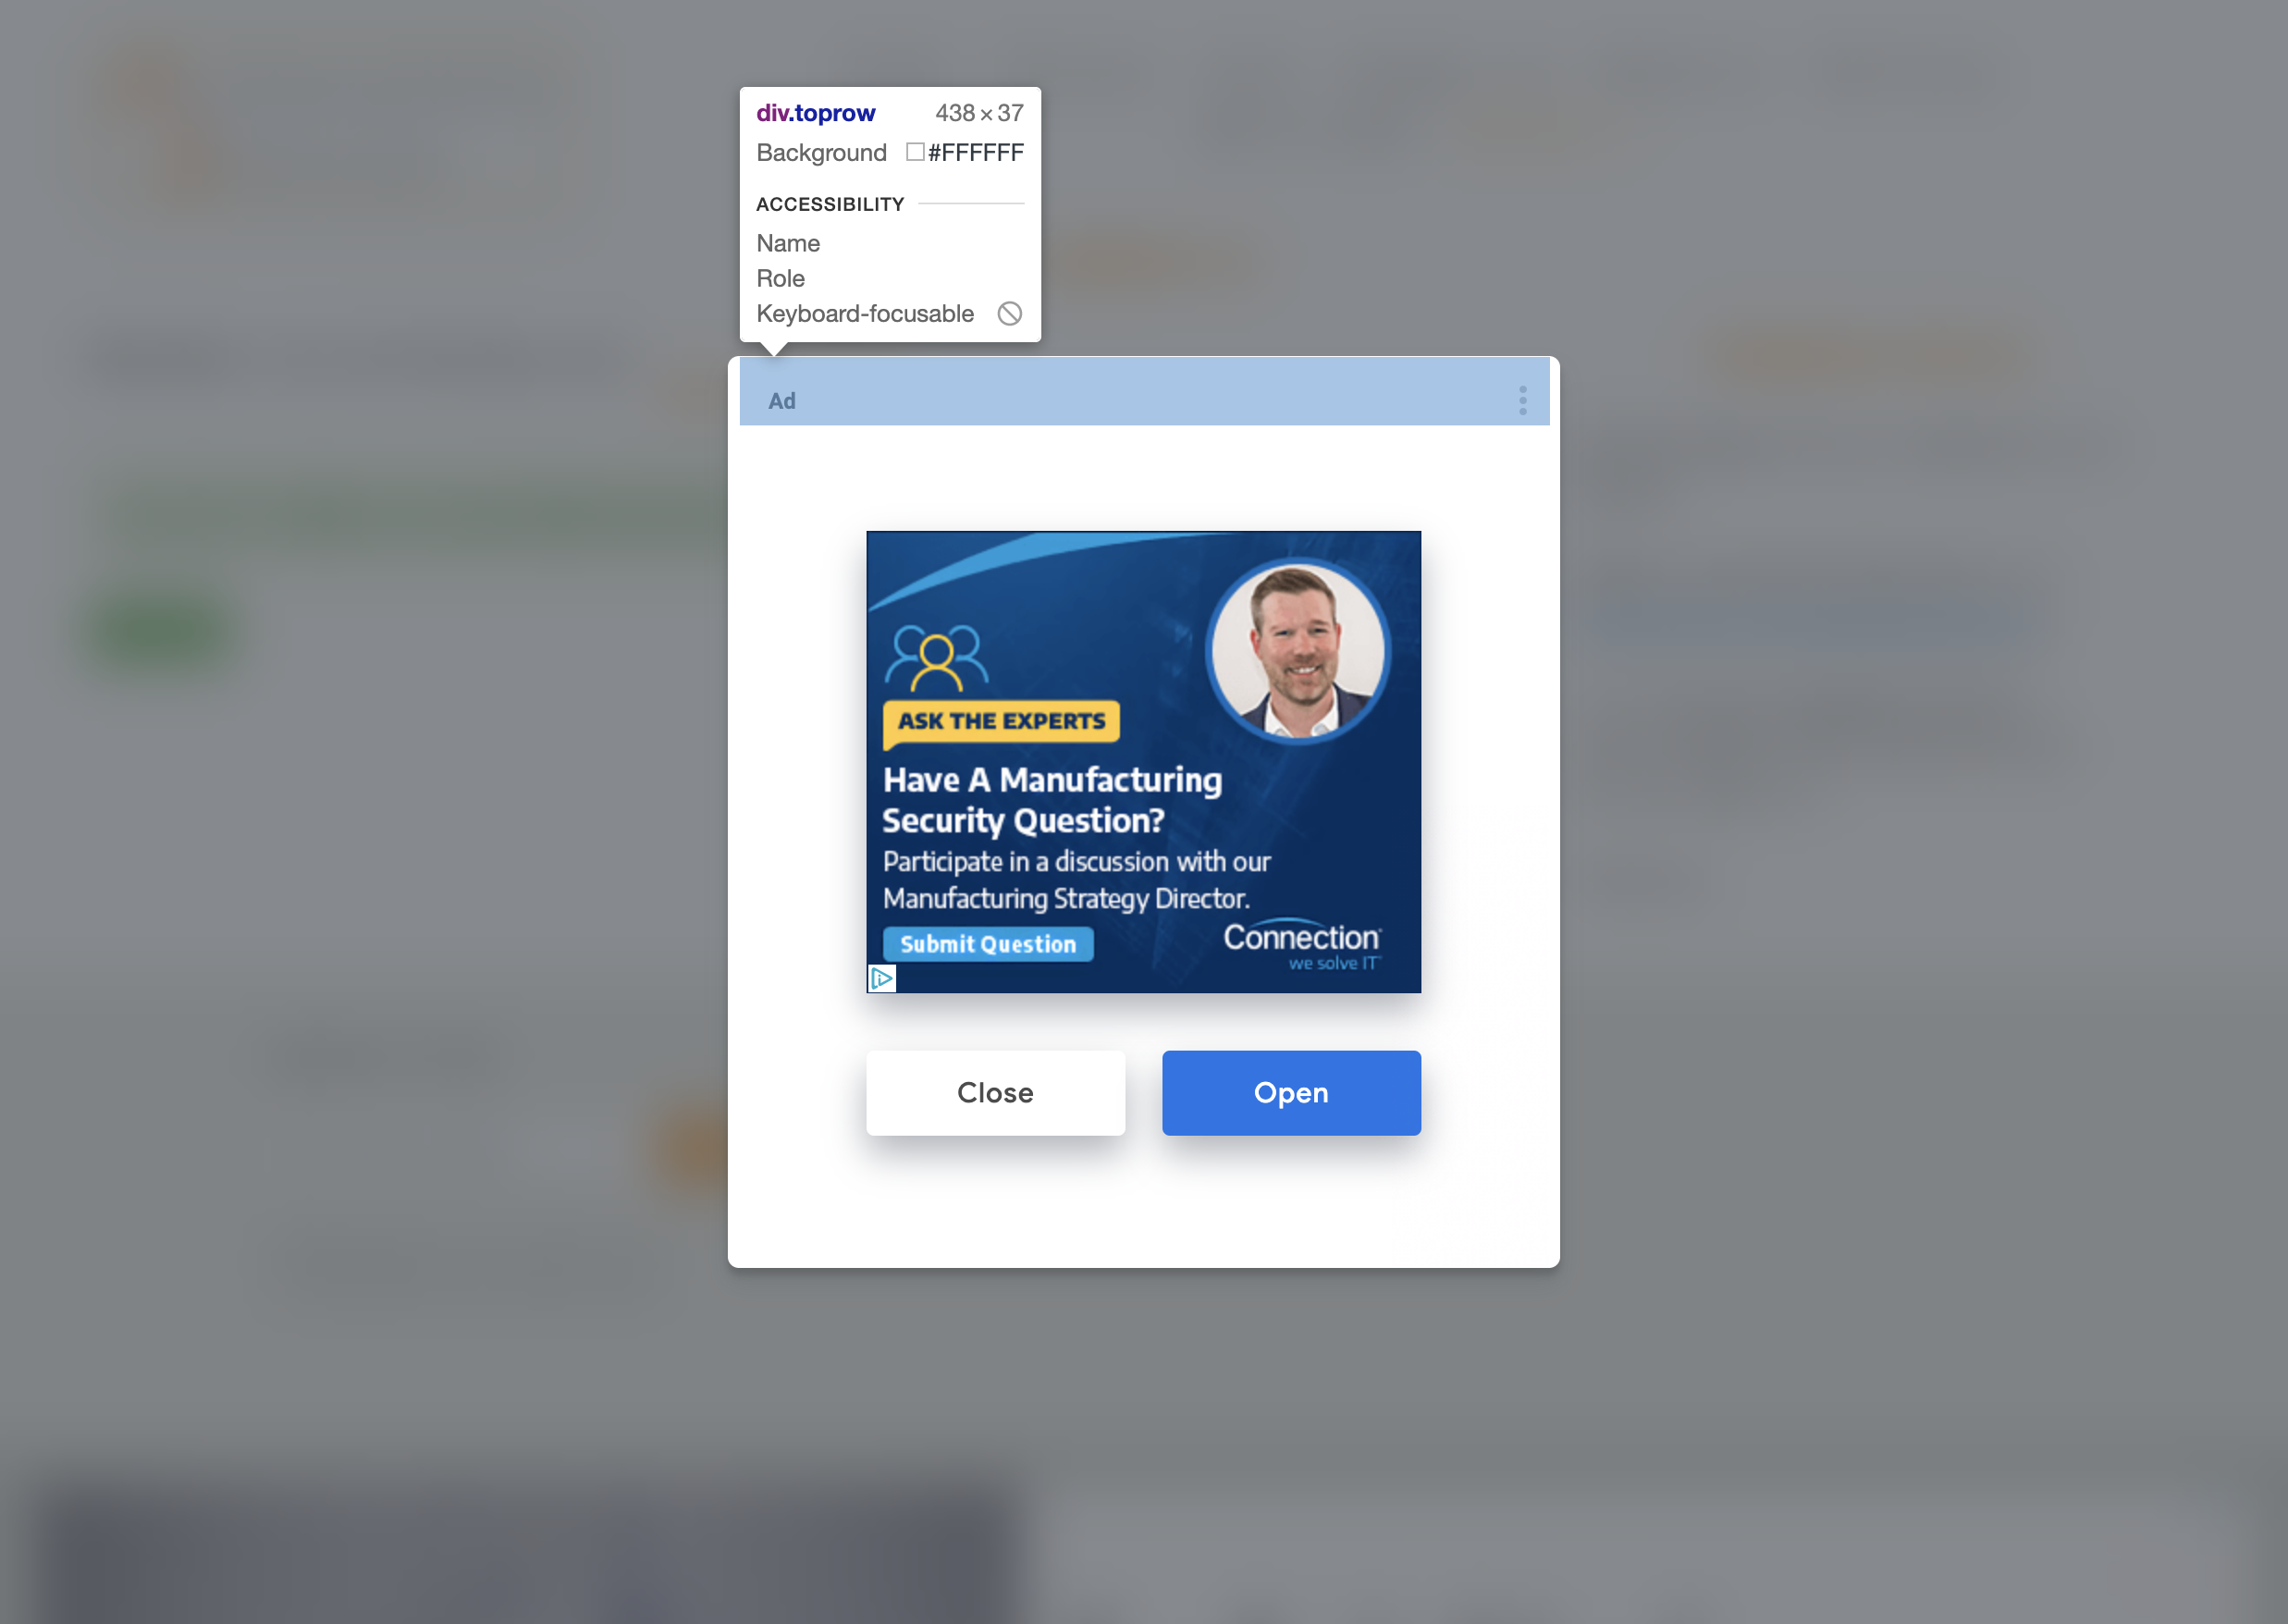 div.toprow 438 × 37
Background #FFFFFF
ACCESSIBILITY
Name
Role
Keyboard-focusable
Ad
ASK THE EXPERTS
Have A Manufacturing
Security Question?
Participate in a discussion with our
Manufacturing Strategy Director.
Submit Question
Connection
we solve IT
Close
Open